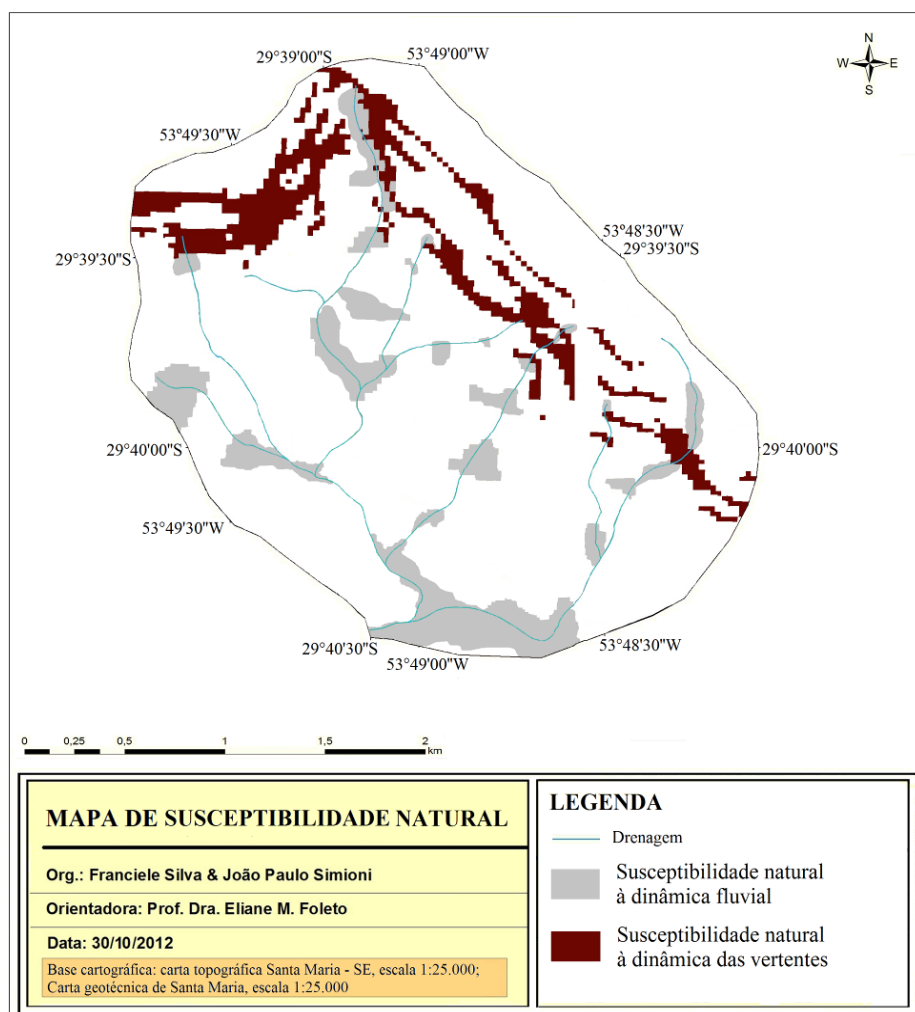 N
W E
S
29°39'00"S
53°49'00"W
53°49'30"W
53°48'30"W
29°39'30"S
29°39'30"S
29°40'00"S
29°40'00"S
53°49'30"W
29°40'30"S
53°48'30"W
53°49'00"W
0 0,25 0,5 1 1,5 2
km
MAPA DE SUSCEPTIBILIDADE NATURAL
Org.: Franciele Silva & João Paulo Simioni
Orientadora: Prof. Dra. Eliane M. Foleto
Data: 30/10/2012
Base cartográfica: carta topográfica Santa Maria - SE, escala 1:25.000;
Carta geotécnica de Santa Maria, escala 1:25.000
LEGENDA
Drenagem
Susceptibilidade natural
à dinâmica fluvial
Susceptibilidade natural
à dinâmica das vertentes